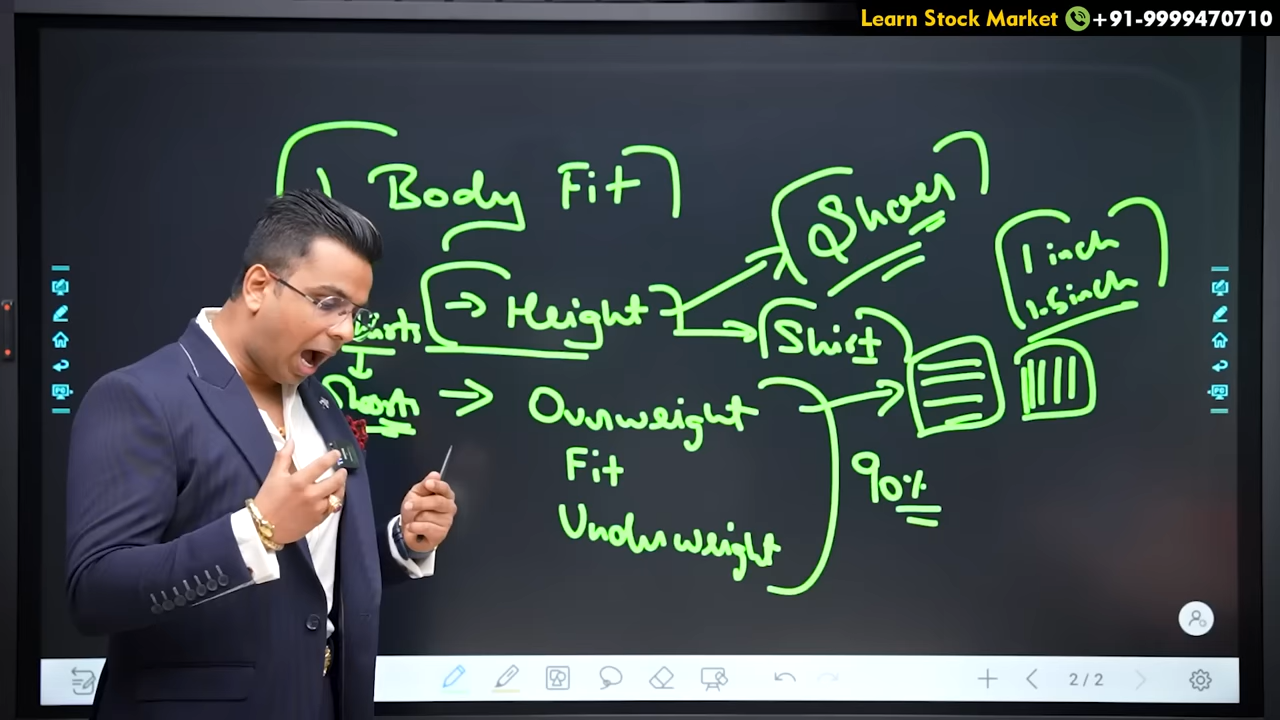 Learn Stock Market +91-9999470710
1) Body Fit
→ Height
Shoes
Shirt
1 inch
1.5 inch
Overweight
Fit
Underweight
90%
2/2